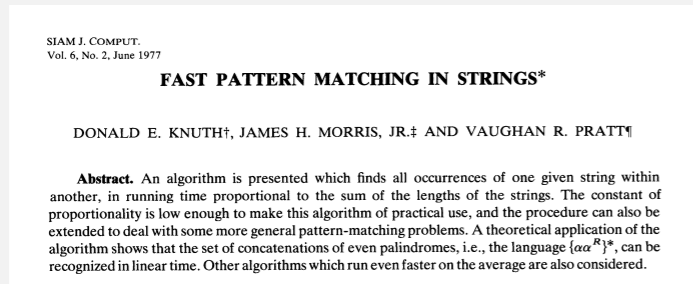 SIAM J. COMPUT.
Vol. 6, No. 2, June 1977
FAST PATTERN MATCHING IN STRINGS*
DONALD E. KNUTH†, JAMES H. MORRIS, JR.‡ AND VAUGHAN R. PRATT¶
Abstract. An algorithm is presented which finds all occurrences of one given string within
another, in running time proportional to the sum of the lengths of the strings. The constant of
proportionality is low enough to make this algorithm of practical use, and the procedure can also be
extended to deal with some more general pattern-matching problems. A theoretical application of the
algorithm shows that the set of concatenations of even palindromes, i.e., the language {αα^R}*, can be
recognized in linear time. Other algorithms which run even faster on the average are also considered.